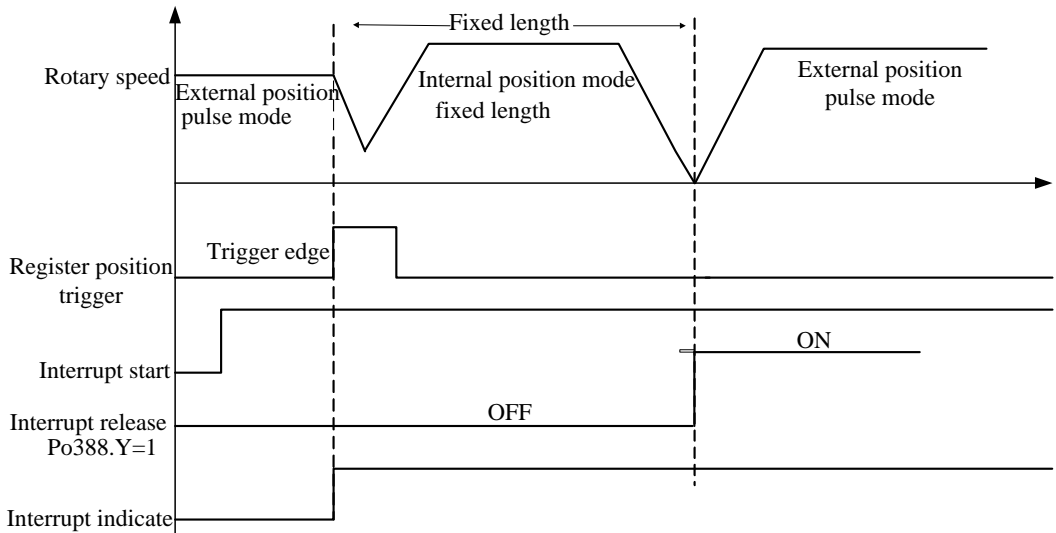 Fixed length
Rotary speed
External position
pulse mode
Internal position mode
fixed length
External position
pulse mode
Trigger edge
Register position
trigger
ON
Interrupt start
OFF
Interrupt release
Po388.Y=1
Interrupt indicate